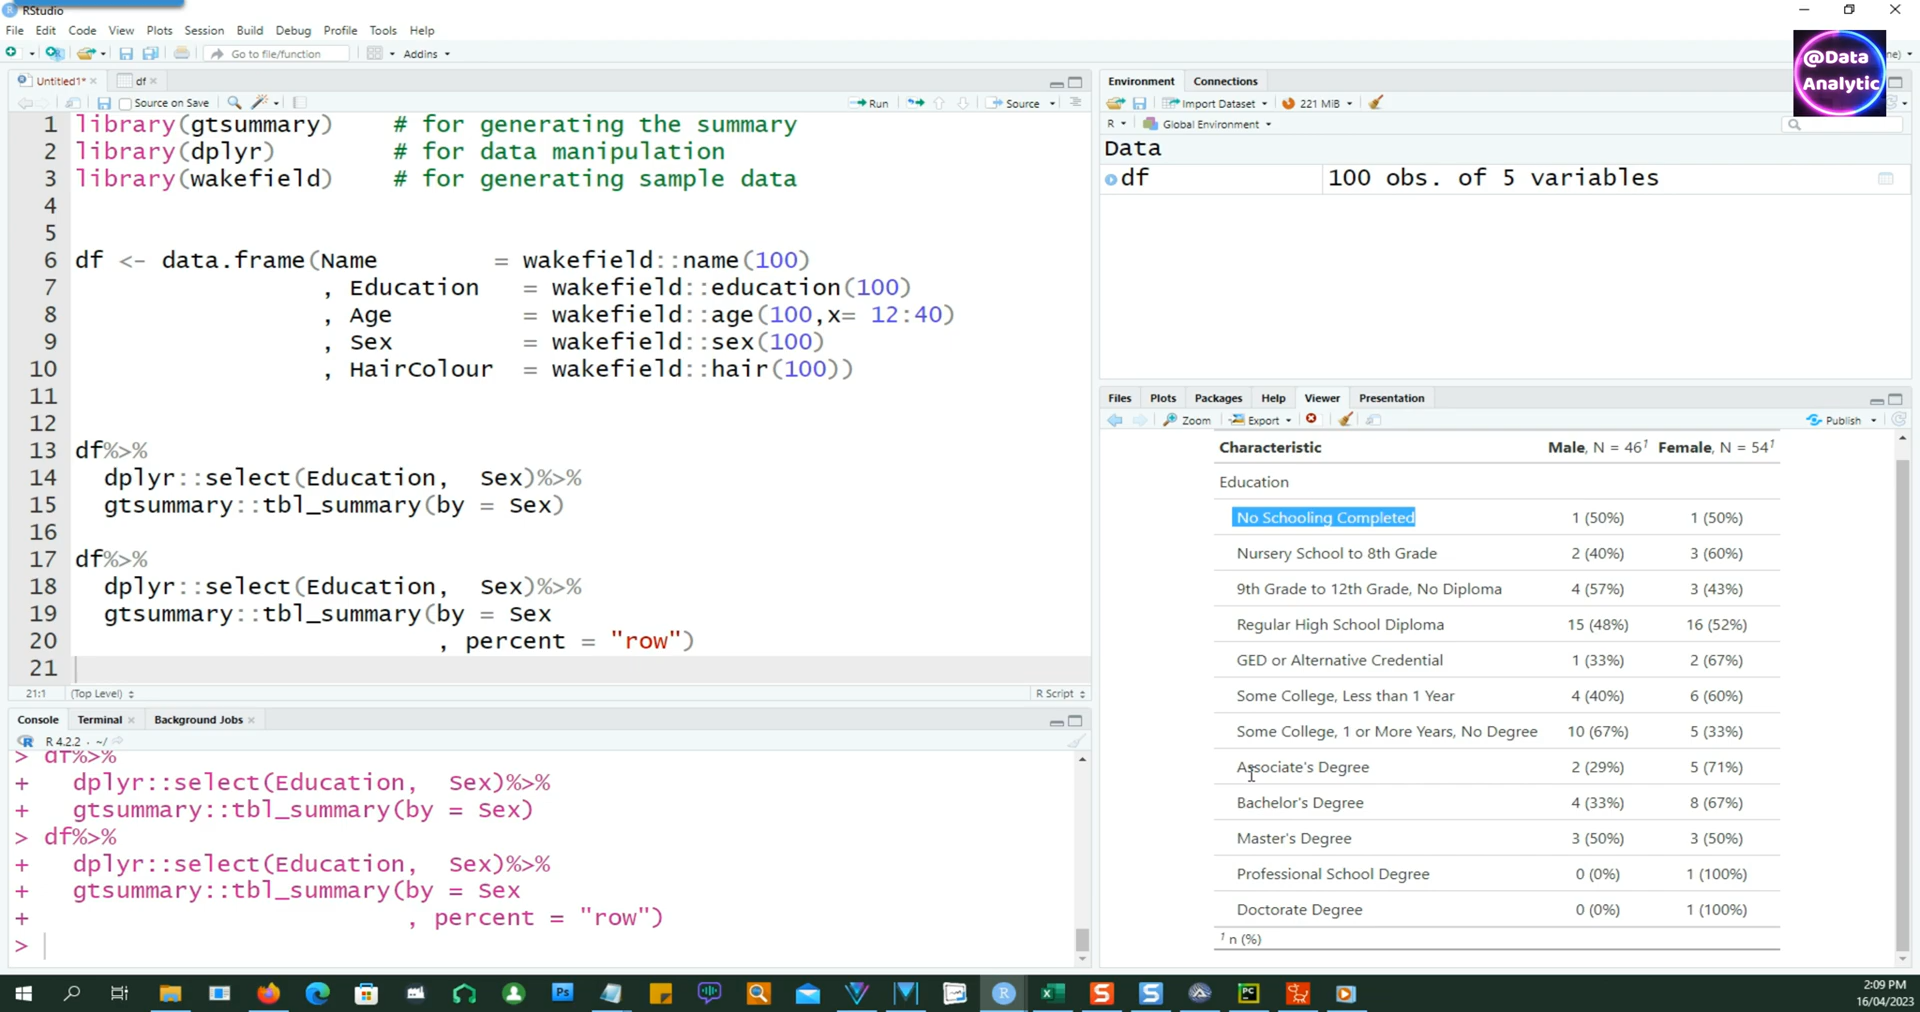 RStudio
File Edit Code View Plots Session Build Debug Profile Tools Help
Go to file/function Addins
Untitled1* df
Source on Save Run Source
1 library(gtsummary) # for generating the summary
2 library(dplyr) # for data manipulation
3 library(wakefield) # for generating sample data
4
5
6 df <- data.frame(Name = wakefield::name(100)
7 , Education = wakefield::education(100)
8 , Age = wakefield::age(100,x= 12:40)
9 , Sex = wakefield::sex(100)
10 , HairColour = wakefield::hair(100))
11
12
13 df%>%
14 dplyr::select(Education, Sex)%>%
15 gtsummary::tbl_summary(by = Sex)
16
17 df%>%
18 dplyr::select(Education, Sex)%>%
19 gtsummary::tbl_summary(by = Sex
20 , percent = "row")
21
21:1 (Top Level) R Script
Console Terminal Background Jobs
R 4.2.2 · ~/
> df%>%
+ dplyr::select(Education, Sex)%>%
+ gtsummary::tbl_summary(by = Sex)
> df%>%
+ dplyr::select(Education, Sex)%>%
+ gtsummary::tbl_summary(by = Sex
+ , percent = "row")
>
@Data
Analytic
Environment Connections
Import Dataset 221 MiB
R Global Environment
Data
df 100 obs. of 5 variables
Files Plots Packages Help Viewer Presentation
Zoom Export Publish
Characteristic Male, N = 46¹ Female, N = 54¹
Education
No Schooling Completed 1 (50%) 1 (50%)
Nursery School to 8th Grade 2 (40%) 3 (60%)
9th Grade to 12th Grade, No Diploma 4 (57%) 3 (43%)
Regular High School Diploma 15 (48%) 16 (52%)
GED or Alternative Credential 1 (33%) 2 (67%)
Some College, Less than 1 Year 4 (40%) 6 (60%)
Some College, 1 or More Years, No Degree 10 (67%) 5 (33%)
Associate's Degree 2 (29%) 5 (71%)
Bachelor's Degree 4 (33%) 8 (67%)
Master's Degree 3 (50%) 3 (50%)
Professional School Degree 0 (0%) 1 (100%)
Doctorate Degree 0 (0%) 1 (100%)
¹ n (%)
2:09 PM
16/04/2023